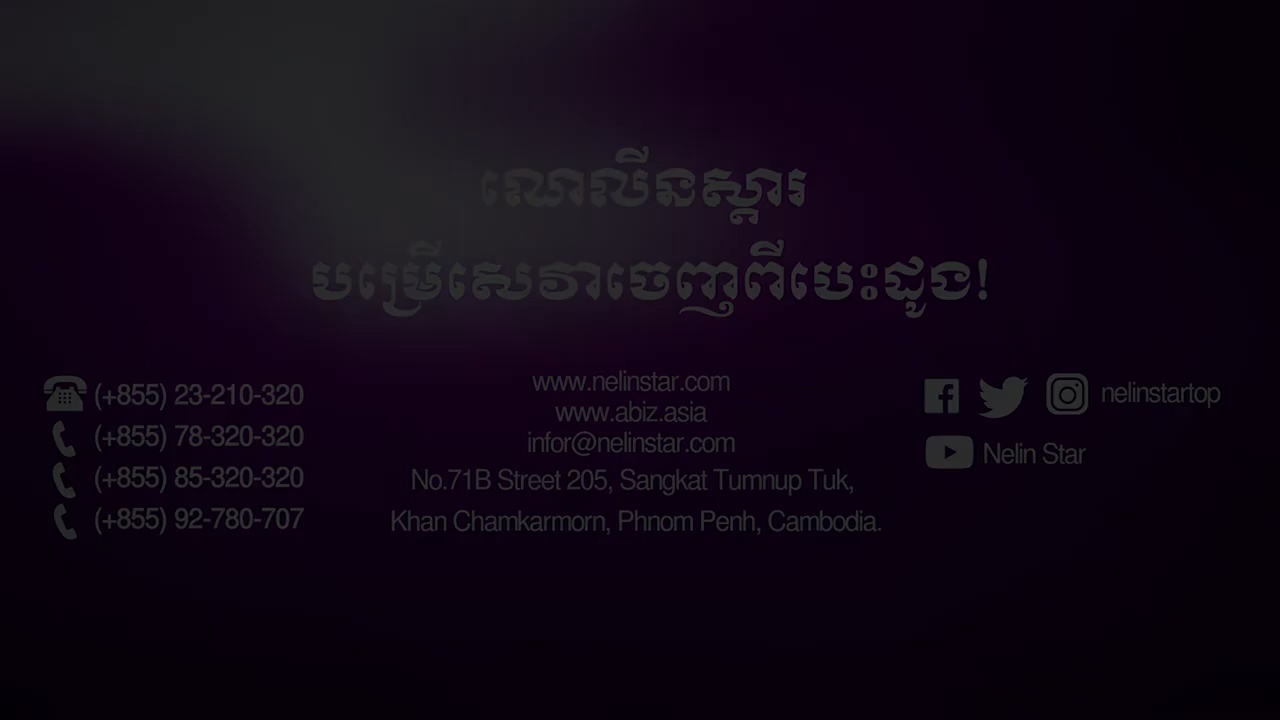 ណេលីនស្តារ
បម្រើសេវាចេញពីបេះដូង!
(+855) 23-210-320
(+855) 78-320-320
(+855) 85-320-320
(+855) 92-780-707
www.nelinstar.com
www.abiz.asia
infor@nelinstar.com
No.71B Street 205, Sangkat Tumnup Tuk,
Khan Chamkarmorn, Phnom Penh, Cambodia.
nelinstartop
Nelin Star